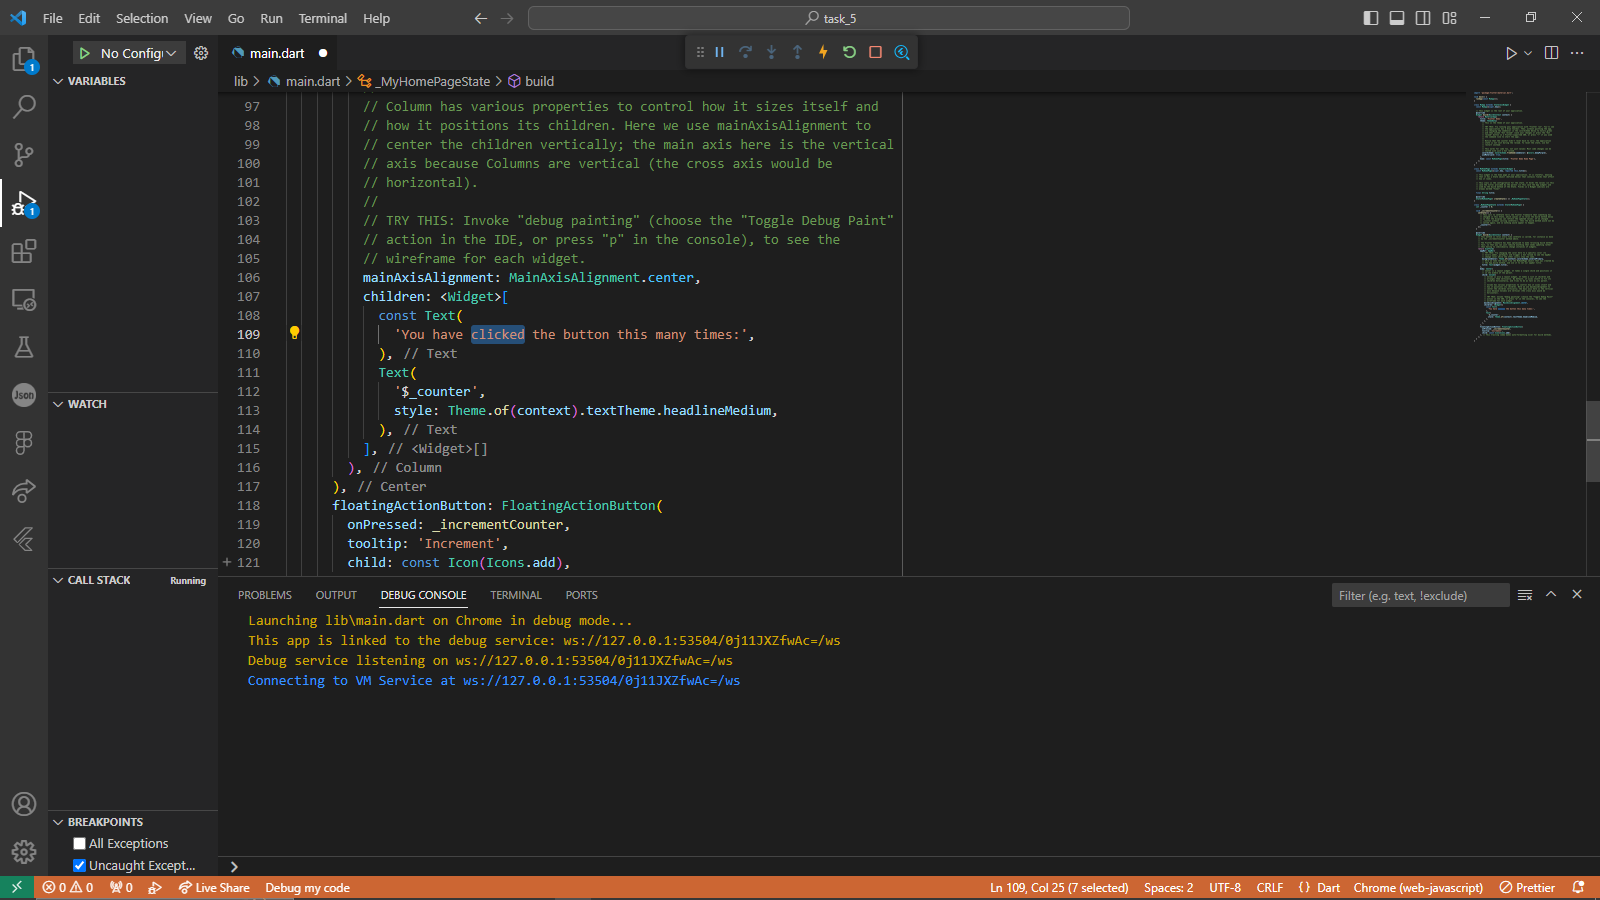 File Edit Selection View Go Run Terminal Help
task_5
No Config
main.dart
VARIABLES
lib > main.dart > _MyHomePageState > build
97 // Column has various properties to control how it sizes itself and
98 // how it positions its children. Here we use mainAxisAlignment to
99 // center the children vertically; the main axis here is the vertical
100 // axis because Columns are vertical (the cross axis would be
101 // horizontal).
102 //
103 // TRY THIS: Invoke "debug painting" (choose the "Toggle Debug Paint"
104 // action in the IDE, or press "p" in the console), to see the
105 // wireframe for each widget.
106 mainAxisAlignment: MainAxisAlignment.center,
107 children: <Widget>[
108 const Text(
109 'You have clicked the button this many times:',
110 ), // Text
111 Text(
112 '$_counter',
113 style: Theme.of(context).textTheme.headlineMedium,
114 ), // Text
115 ], // <Widget>[]
116 ), // Column
117 ), // Center
118 floatingActionButton: FloatingActionButton(
119 onPressed: _incrementCounter,
120 tooltip: 'Increment',
121 child: const Icon(Icons.add),
1
1
Json
WATCH
CALL STACK Running
BREAKPOINTS
All Exceptions
Uncaught Except...
PROBLEMS OUTPUT DEBUG CONSOLE TERMINAL PORTS
Filter (e.g. text, !exclude)
Launching lib\main.dart on Chrome in debug mode...
This app is linked to the debug service: ws://127.0.0.1:53504/0j11JXZfwAc=/ws
Debug service listening on ws://127.0.0.1:53504/0j11JXZfwAc=/ws
Connecting to VM Service at ws://127.0.0.1:53504/0j11JXZfwAc=/ws
0 0 0 Live Share Debug my code
Ln 109, Col 25 (7 selected) Spaces: 2 UTF-8 CRLF {} Dart Chrome (web-javascript) Prettier